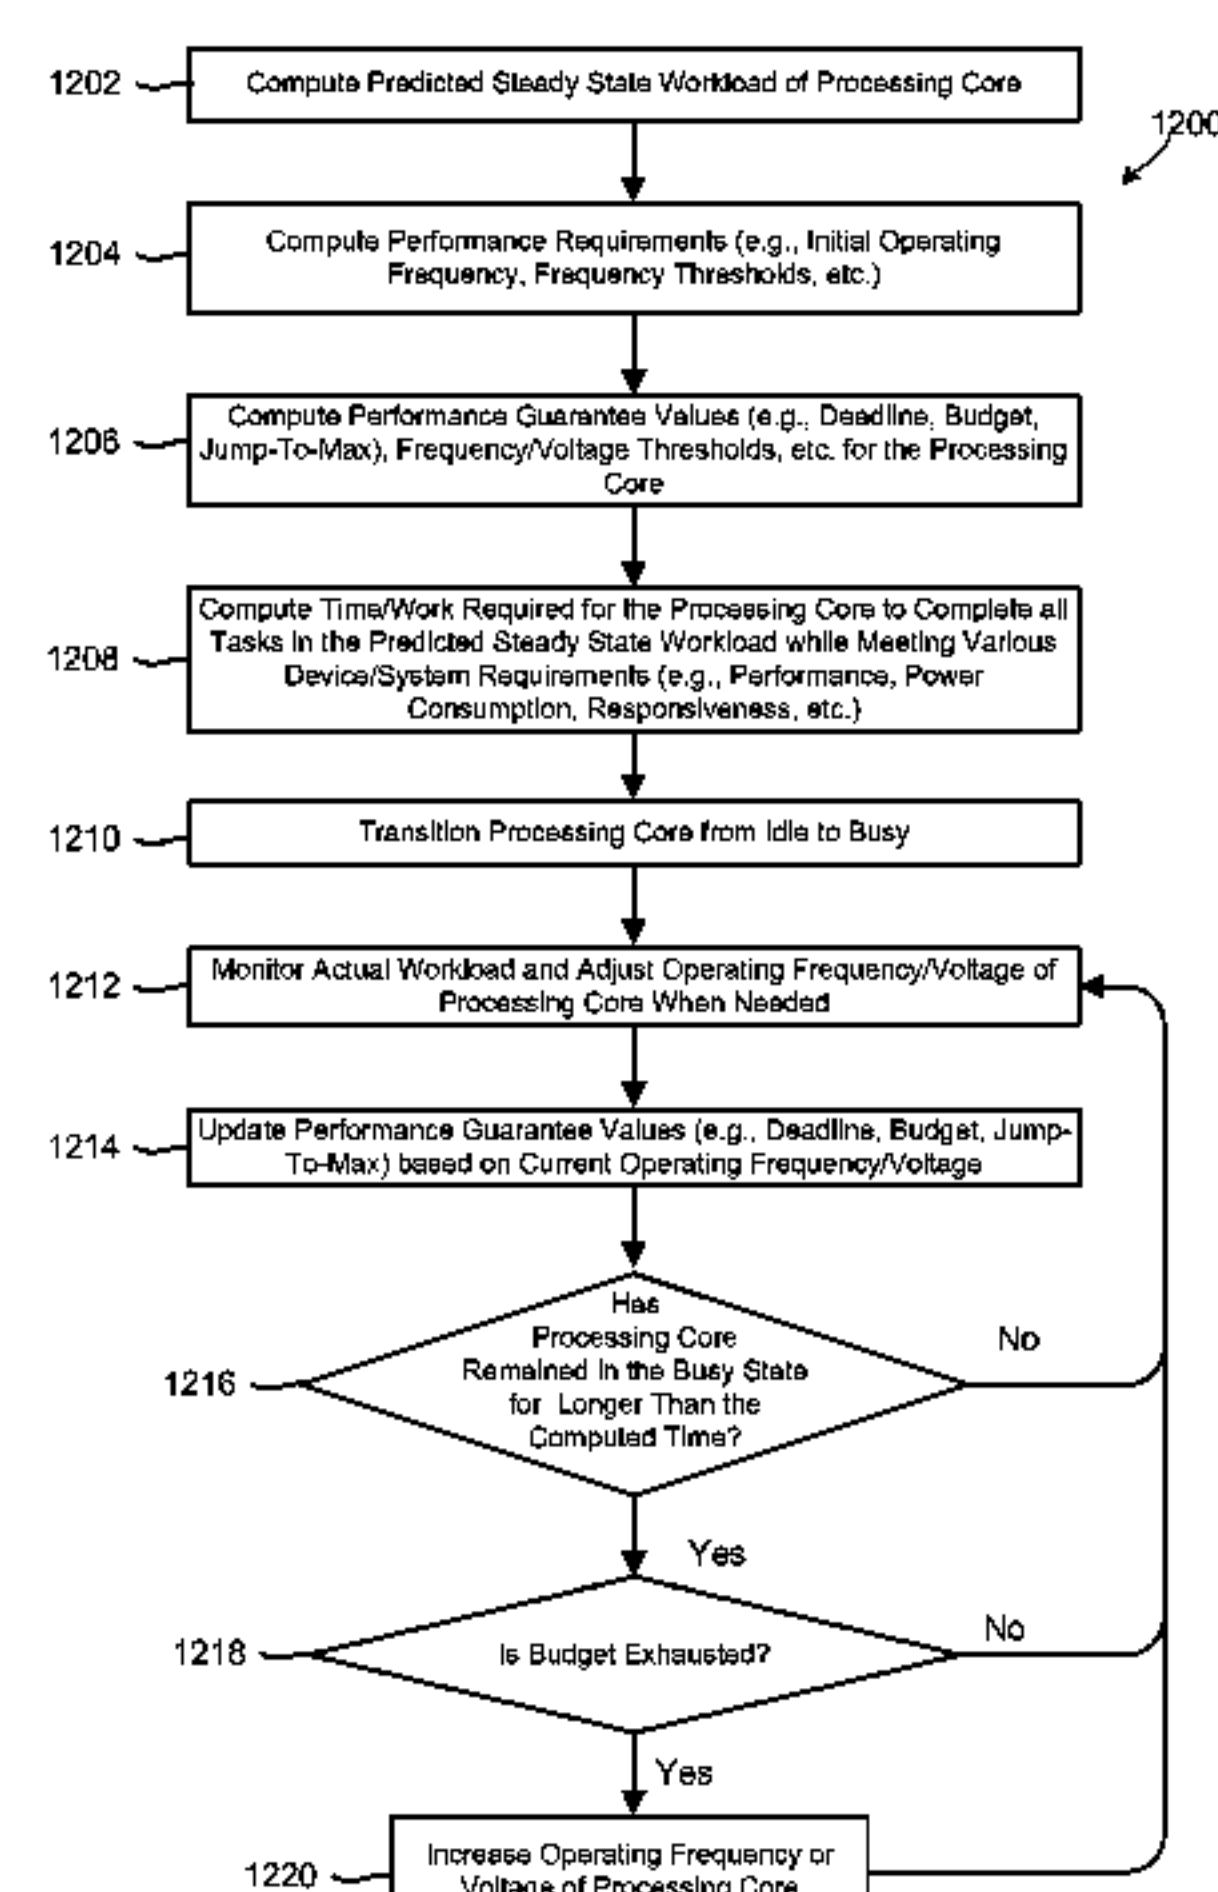 1202
Compute Predicted Steady State Workload of Processing Core
1200
1204
Compute Performance Requirements (e.g., Initial Operating
Frequency, Frequency Thresholds, etc.)
1206
Compute Performance Guarantee Values (e.g., Deadline, Budget,
Jump-To-Max), Frequency/Voltage Thresholds, etc. for the Processing
Core
1208
Compute Time/Work Required for the Processing Core to Complete all
Tasks in the Predicted Steady State Workload while Meeting Various
Device/System Requirements (e.g., Performance, Power
Consumption, Responsiveness, etc.)
1210
Transition Processing Core from Idle to Busy
1212
Monitor Actual Workload and Adjust Operating Frequency/Voltage of
Processing Core When Needed
1214
Update Performance Guarantee Values (e.g., Deadline, Budget, Jump-
To-Max) based on Current Operating Frequency/Voltage
1216
Has
Processing Core
Remained in the Busy State
for Longer Than the
Computed Time?
No
Yes
1218
Is Budget Exhausted?
No
Yes
1220
Increase Operating Frequency or
Voltage of Processing Core